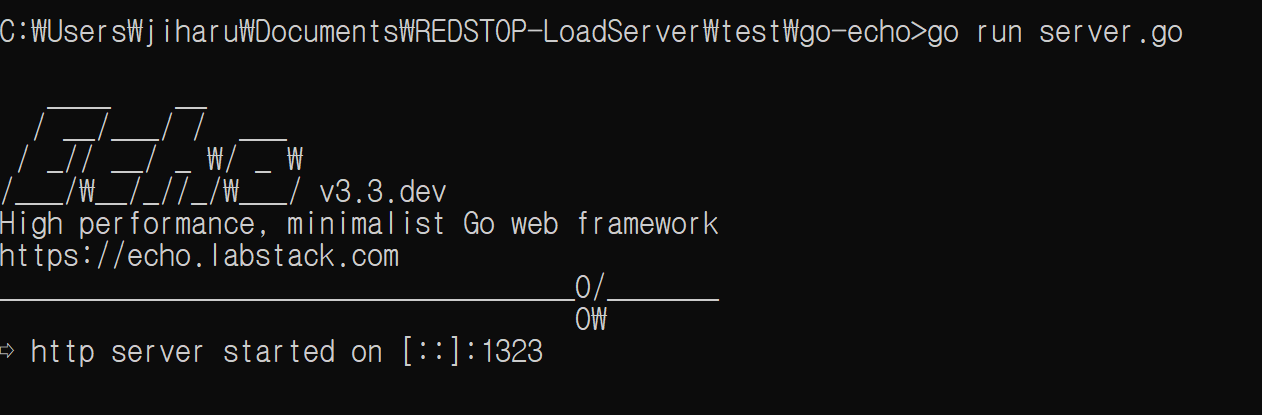 C:₩Users₩jiharu₩Documents₩REDSTOP-LoadServer₩test₩go-echo>go run server.go
   ____    __
  / __/___/ /  ___
 / _// __/ _ ₩/ _ ₩
/___/₩__/_//_/₩___/ v3.3.dev
High performance, minimalist Go web framework
https://echo.labstack.com
____________________________________O/_______
                                    O₩
⇨ http server started on [::]:1323